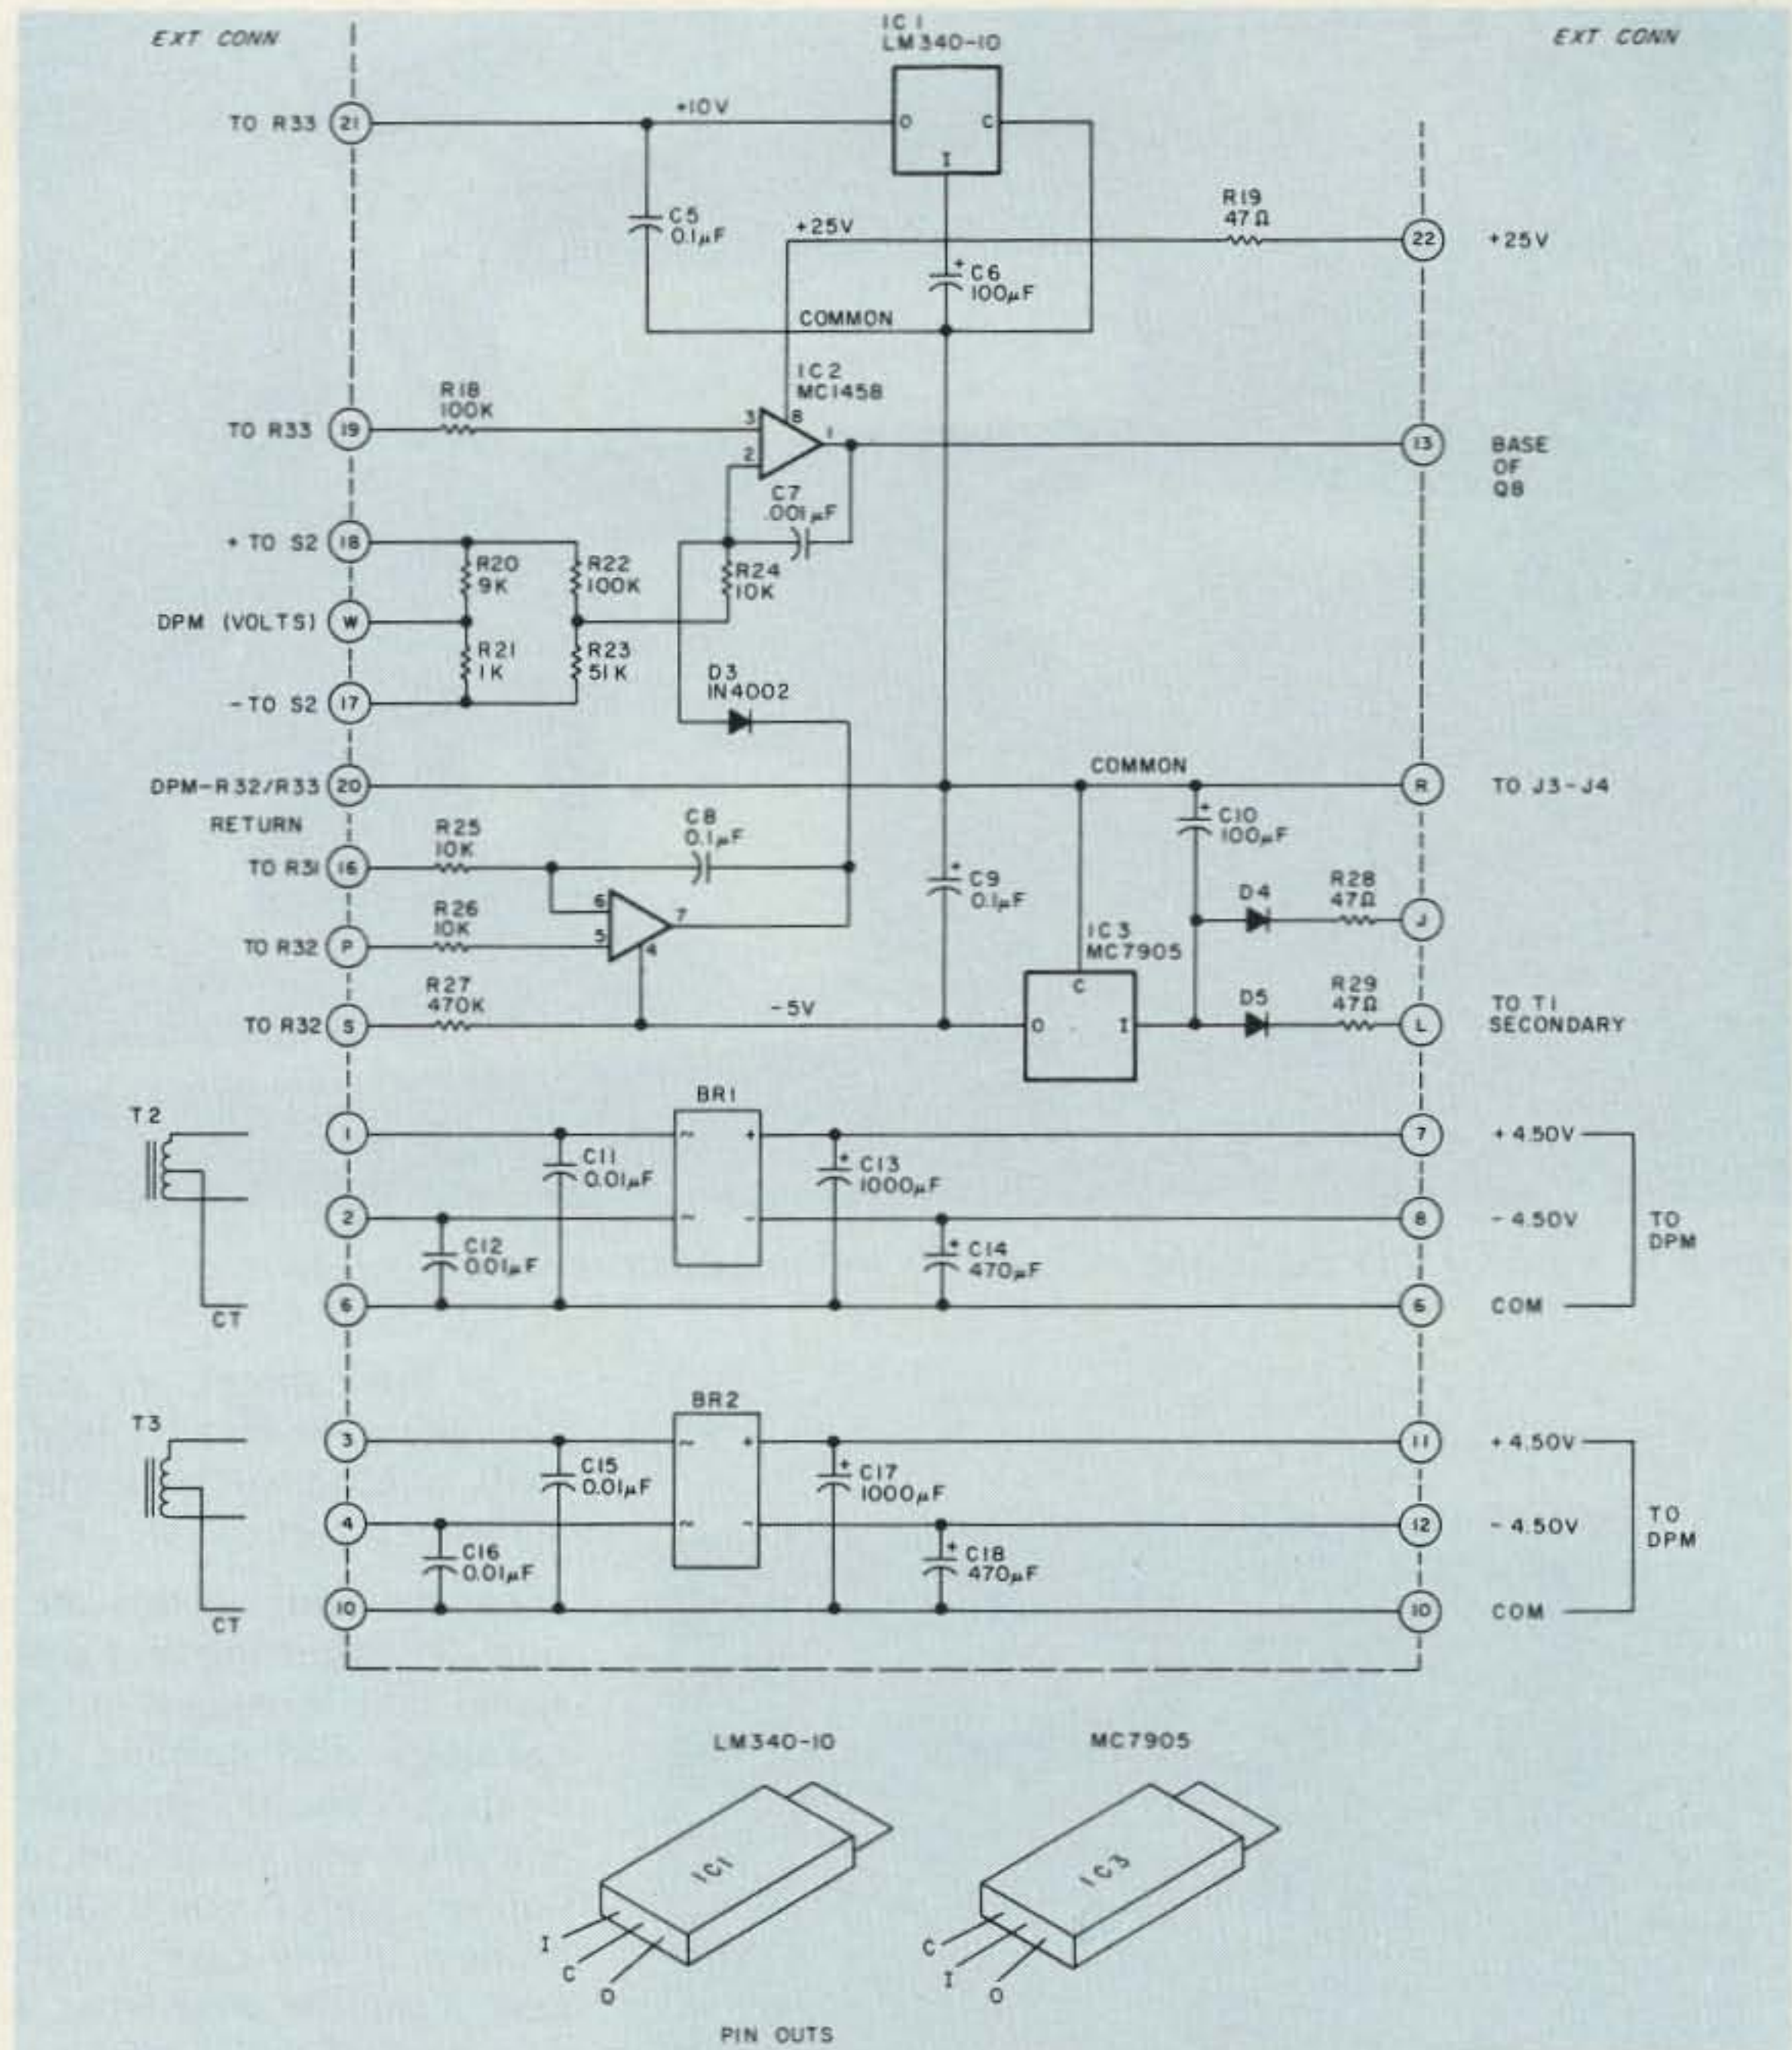 EXT CONN
EXT CONN
IC 1
LM340-10
TO R33
21
+10V
O
C
I
C5
0.1µF
+25V
R19
47Ω
22
+25V
+
C6
100µF
COMMON
IC2
MC1458
R18
100K
TO R33
19
3
8
1
2
13
BASE
OF
Q8
C7
.001µF
+ TO S2
18
R20
9K
R22
100K
R24
10K
DPM (VOLTS)
W
R21
1K
R23
51K
D3
IN4002
- TO S2
17
DPM-R32/R33
20
RETURN
COMMON
R
TO J3-J4
R25
10K
C8
0.1µF
+
C10
100µF
TO R31
16
6
7
+
C9
0.1µF
D4
R28
47Ω
J
R26
10K
TO R32
P
5
4
IC3
MC7905
C
R27
470K
TO R32
S
-5V
O
I
D5
R29
47Ω
L
TO T1
SECONDARY
T2
1
BR1
~
+
7
+ 4.50V
C11
0.01µF
+
C13
1000µF
2
~
-
8
- 4.50V
TO
DPM
C12
0.01µF
+
C14
470µF
CT
6
6
COM
T3
3
BR2
~
+
11
+ 4.50V
C15
0.01µF
+
C17
1000µF
4
~
-
12
- 4.50V
TO
DPM
C16
0.01µF
+
C18
470µF
CT
10
10
COM
LM340-10
MC7905
IC1
IC3
I
C
O
C
I
O
PIN OUTS